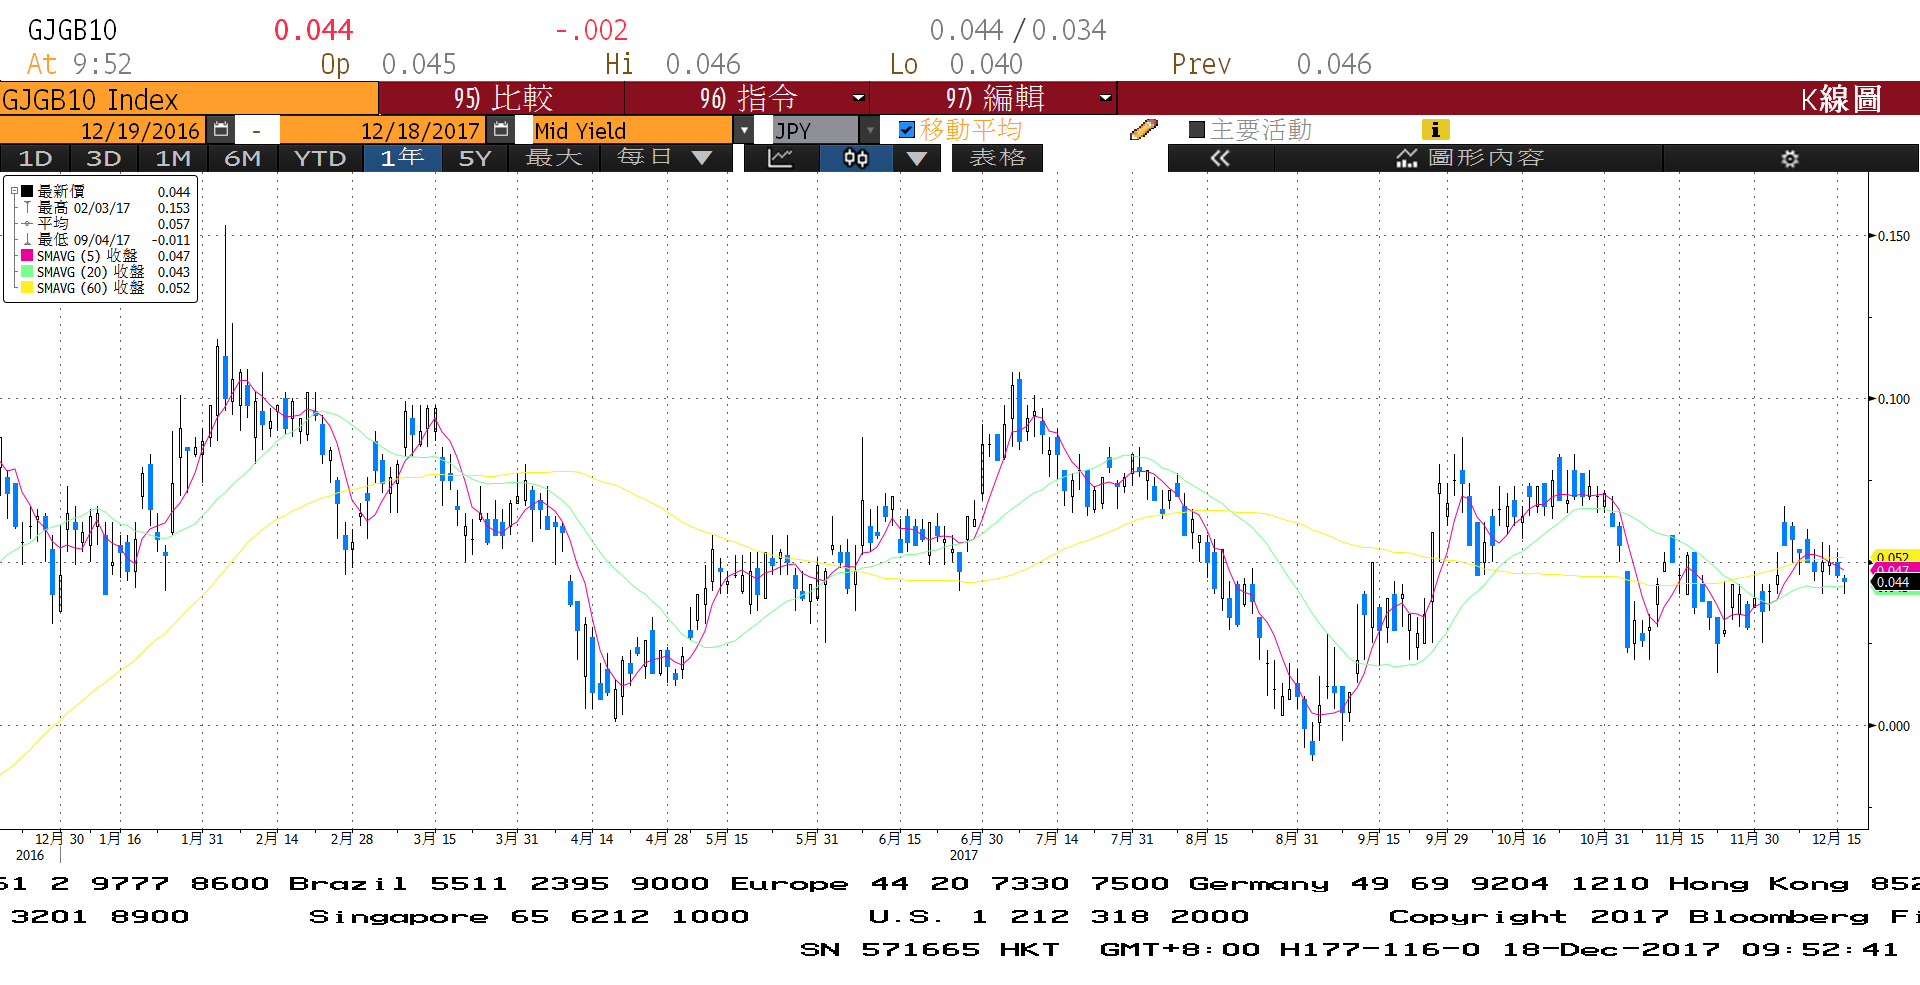 GJGB10 0.044 -.002 0.044 / 0.034
At 9:52 Op 0.045 Hi 0.046 Lo 0.040 Prev 0.046
GJGB10 Index 95) 比較 96) 指令 97) 編輯 K線圖
12/19/2016 - 12/18/2017 Mid Yield JPY 移動平均 主要活動
1D 3D 1M 6M YTD 1年 5Y 最大 每日 表格 圖形內容
最新價 0.044
最高 02/03/17 0.153
平均 0.057
最低 09/04/17 -0.011
SMAVG (5) 收盤 0.047
SMAVG (20) 收盤 0.043
SMAVG (60) 收盤 0.052
0.150
0.100
0.052
0.047
0.044
0.000
12月 30 1月 16 1月 31 2月 14 2月 28 3月 15 3月 31 4月 14 4月 28 5月 15 5月 31 6月 15 6月 30 7月 14 7月 31 8月 15 8月 31 9月 15 9月 29 10月 16 10月 31 11月 15 11月 30 12月 15
2016 2017
61 2 9777 8600 Brazil 5511 2395 9000 Europe 44 20 7330 7500 Germany 49 69 9204 1210 Hong Kong 852
3201 8900 Singapore 65 6212 1000 U.S. 1 212 318 2000 Copyright 2017 Bloomberg Fi
SN 571665 HKT GMT+8:00 H177-116-0 18-Dec-2017 09:52:41